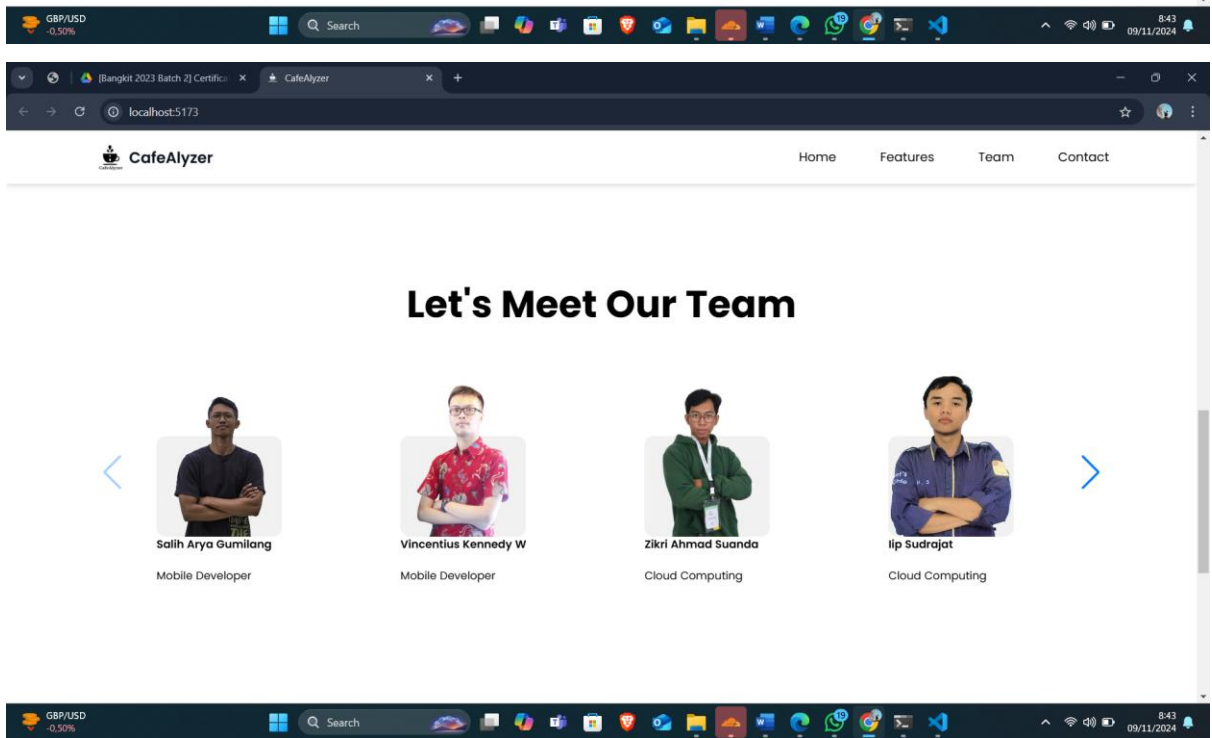 GBP/USD
-0,50%
Search
19
8:43
09/11/2024
[Bangkit 2023 Batch 2] Certifica
CafeAlyzer
localhost:5173
CafeAlyzer
Home Features Team Contact
Let's Meet Our Team
Salih Arya Gumilang
Mobile Developer
Vincentius Kennedy W
Mobile Developer
Zikri Ahmad Suanda
Cloud Computing
Iip Sudrajat
Cloud Computing
GBP/USD
-0,50%
Search
19
8:43
09/11/2024